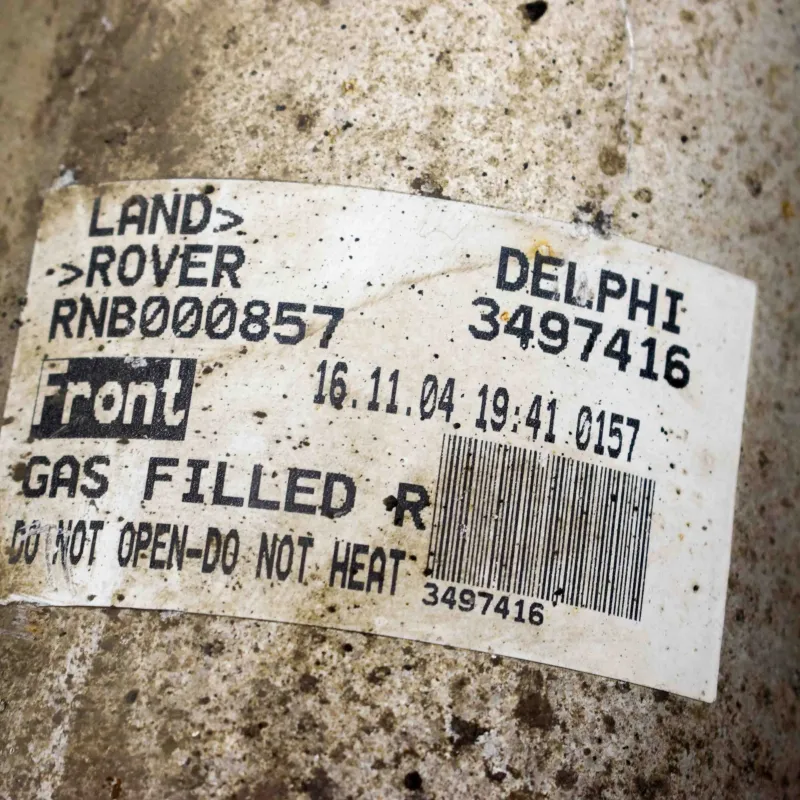 LAND>
>ROVER
RNB000857
DELPHI
3497416
Front
16.11.04 19:41 0157
GAS FILLED R
DO NOT OPEN-DO NOT HEAT
3497416